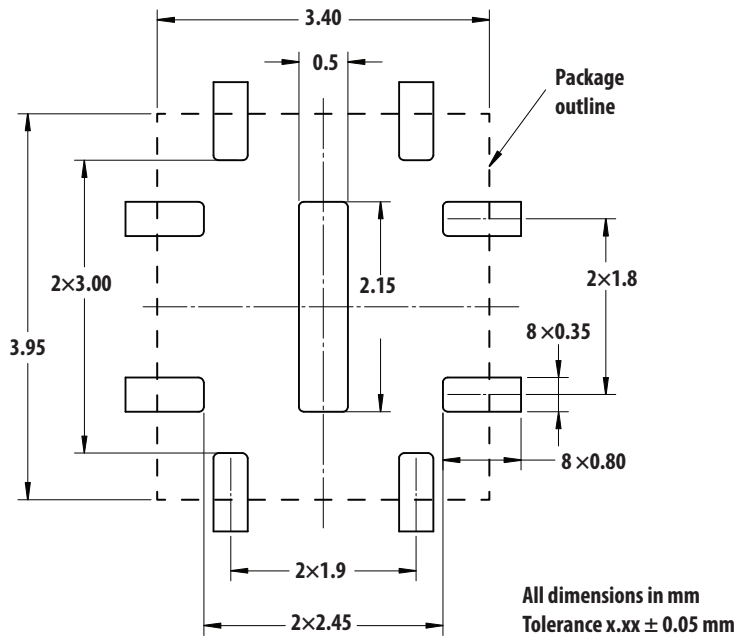 3.40
0.5
Package
outline
2×3.00
2.15
2×1.8
3.95
8 ×0.35
8 ×0.80
2×1.9
2×2.45
All dimensions in mm
Tolerance x.xx ± 0.05 mm